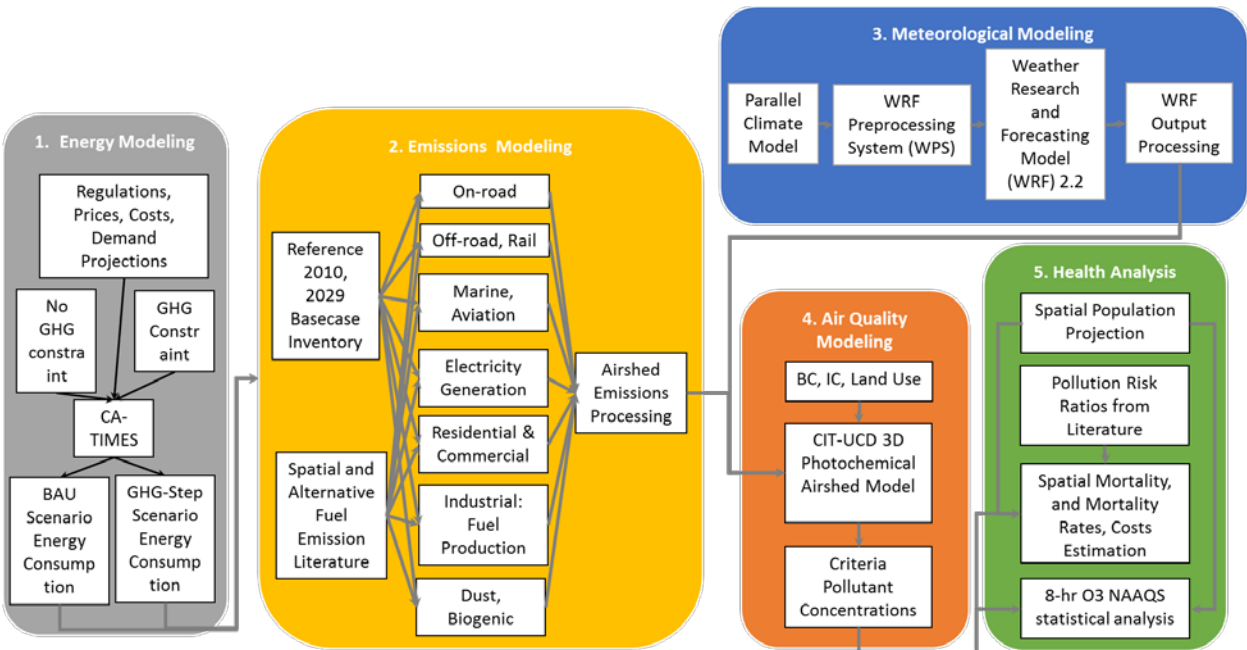 1. Energy Modeling
Regulations,
Prices, Costs,
Demand
Projections
No
GHG
constra
int
GHG
Constr
aint
CA-
TIMES
BAU
Scenario
Energy
Consump
tion
GHG-Step
Scenario
Energy
Consump
tion
2. Emissions Modeling
Reference
2010,
2029
Basecase
Inventory
Spatial and
Alternative
Fuel
Emission
Literature
On-road
Off-road, Rail
Marine,
Aviation
Electricity
Generation
Residential &
Commercial
Industrial:
Fuel
Production
Dust,
Biogenic
Airshed
Emissions
Processing
3. Meteorological Modeling
Parallel
Climate
Model
WRF
Preprocessing
System (WPS)
Weather
Research
and
Forecasting
Model
(WRF) 2.2
WRF
Output
Processing
4. Air Quality
Modeling
BC, IC, Land Use
CIT-UCD 3D
Photochemical
Airshed Model
Criteria
Pollutant
Concentrations
5. Health Analysis
Spatial Population
Projection
Pollution Risk
Ratios from
Literature
Spatial Mortality,
and Mortality
Rates, Costs
Estimation
8-hr O3 NAAQS
statistical analysis